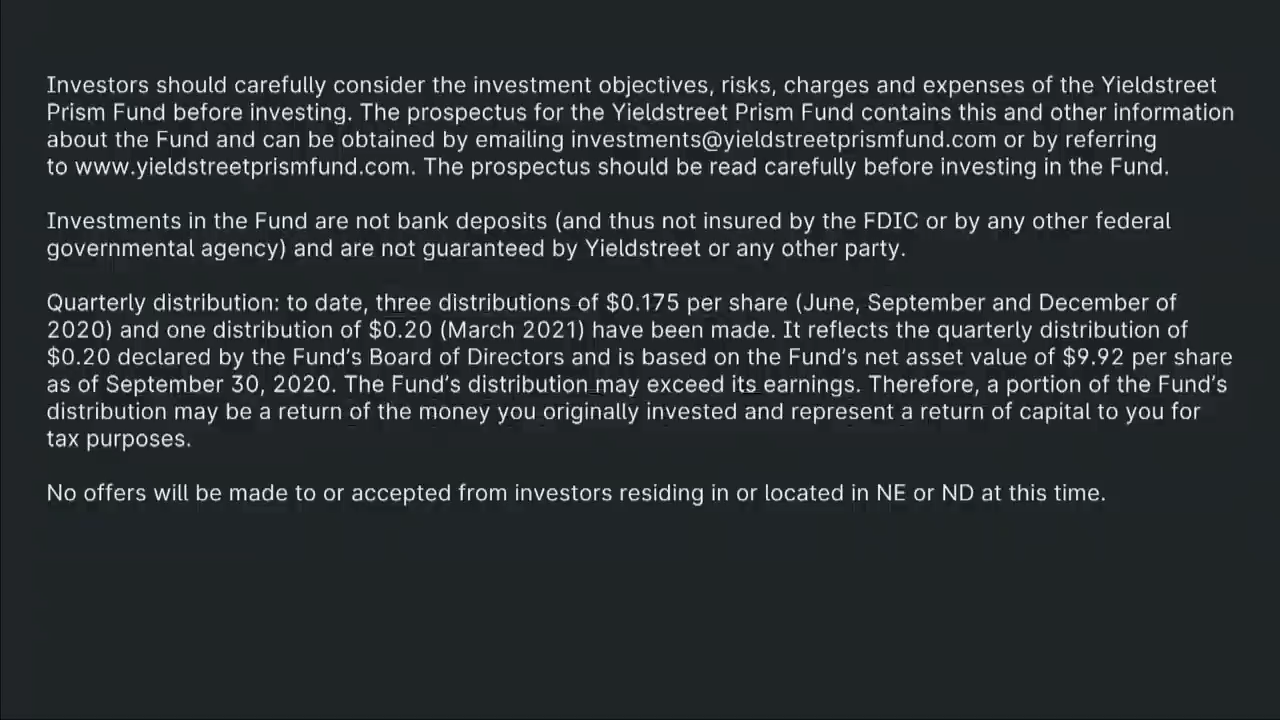 Investors should carefully consider the investment objectives, risks, charges and expenses of the Yieldstreet
Prism Fund before investing. The prospectus for the Yieldstreet Prism Fund contains this and other information
about the Fund and can be obtained by emailing investments@yieldstreetprismfund.com or by referring
to www.yieldstreetprismfund.com. The prospectus should be read carefully before investing in the Fund.
Investments in the Fund are not bank deposits (and thus not insured by the FDIC or by any other federal
governmental agency) and are not guaranteed by Yieldstreet or any other party.
Quarterly distribution: to date, three distributions of $0.175 per share (June, September and December of
2020) and one distribution of $0.20 (March 2021) have been made. It reflects the quarterly distribution of
$0.20 declared by the Fund’s Board of Directors and is based on the Fund’s net asset value of $9.92 per share
as of September 30, 2020. The Fund’s distribution may exceed its earnings. Therefore, a portion of the Fund’s
distribution may be a return of the money you originally invested and represent a return of capital to you for
tax purposes.
No offers will be made to or accepted from investors residing in or located in NE or ND at this time.